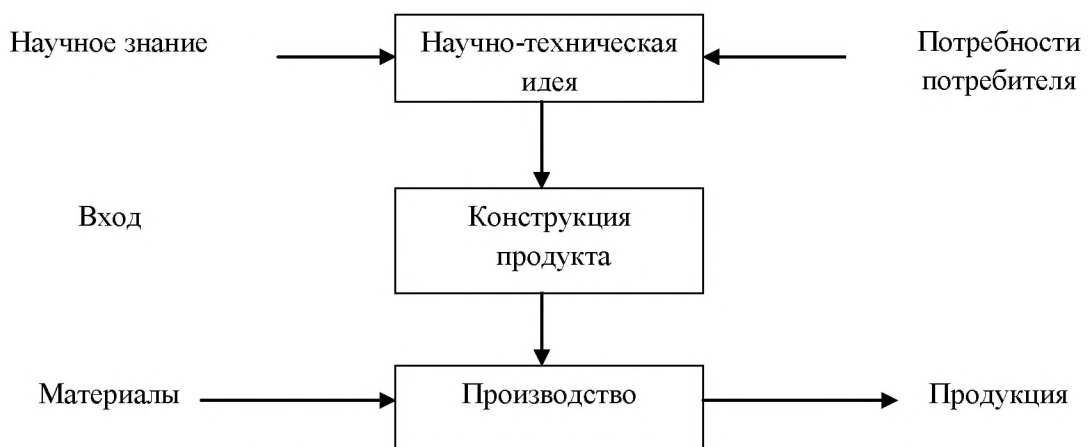 Научное знание
Научно-техническая
идея
Потребности
потребителя
Вход
Конструкция
продукта
Материалы
Производство
Продукция